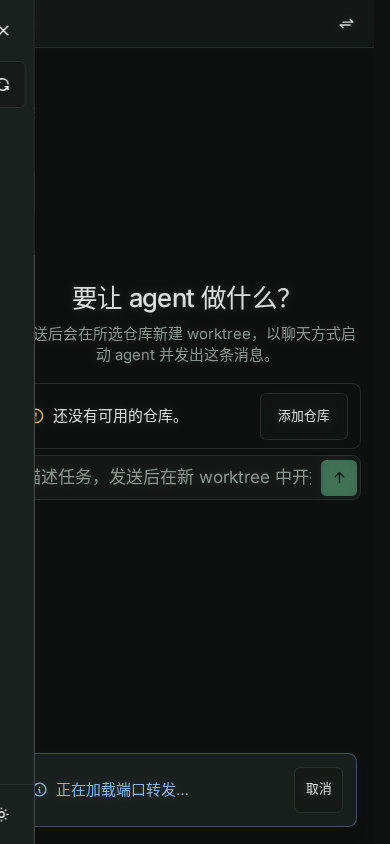 要让 agent 做什么？
送后会在所选仓库新建 worktree，以聊天方式启
动 agent 并发出这条消息。
还没有可用的仓库。
添加仓库
述任务，发送后在新 worktree 中开
正在加载端口转发...
取消